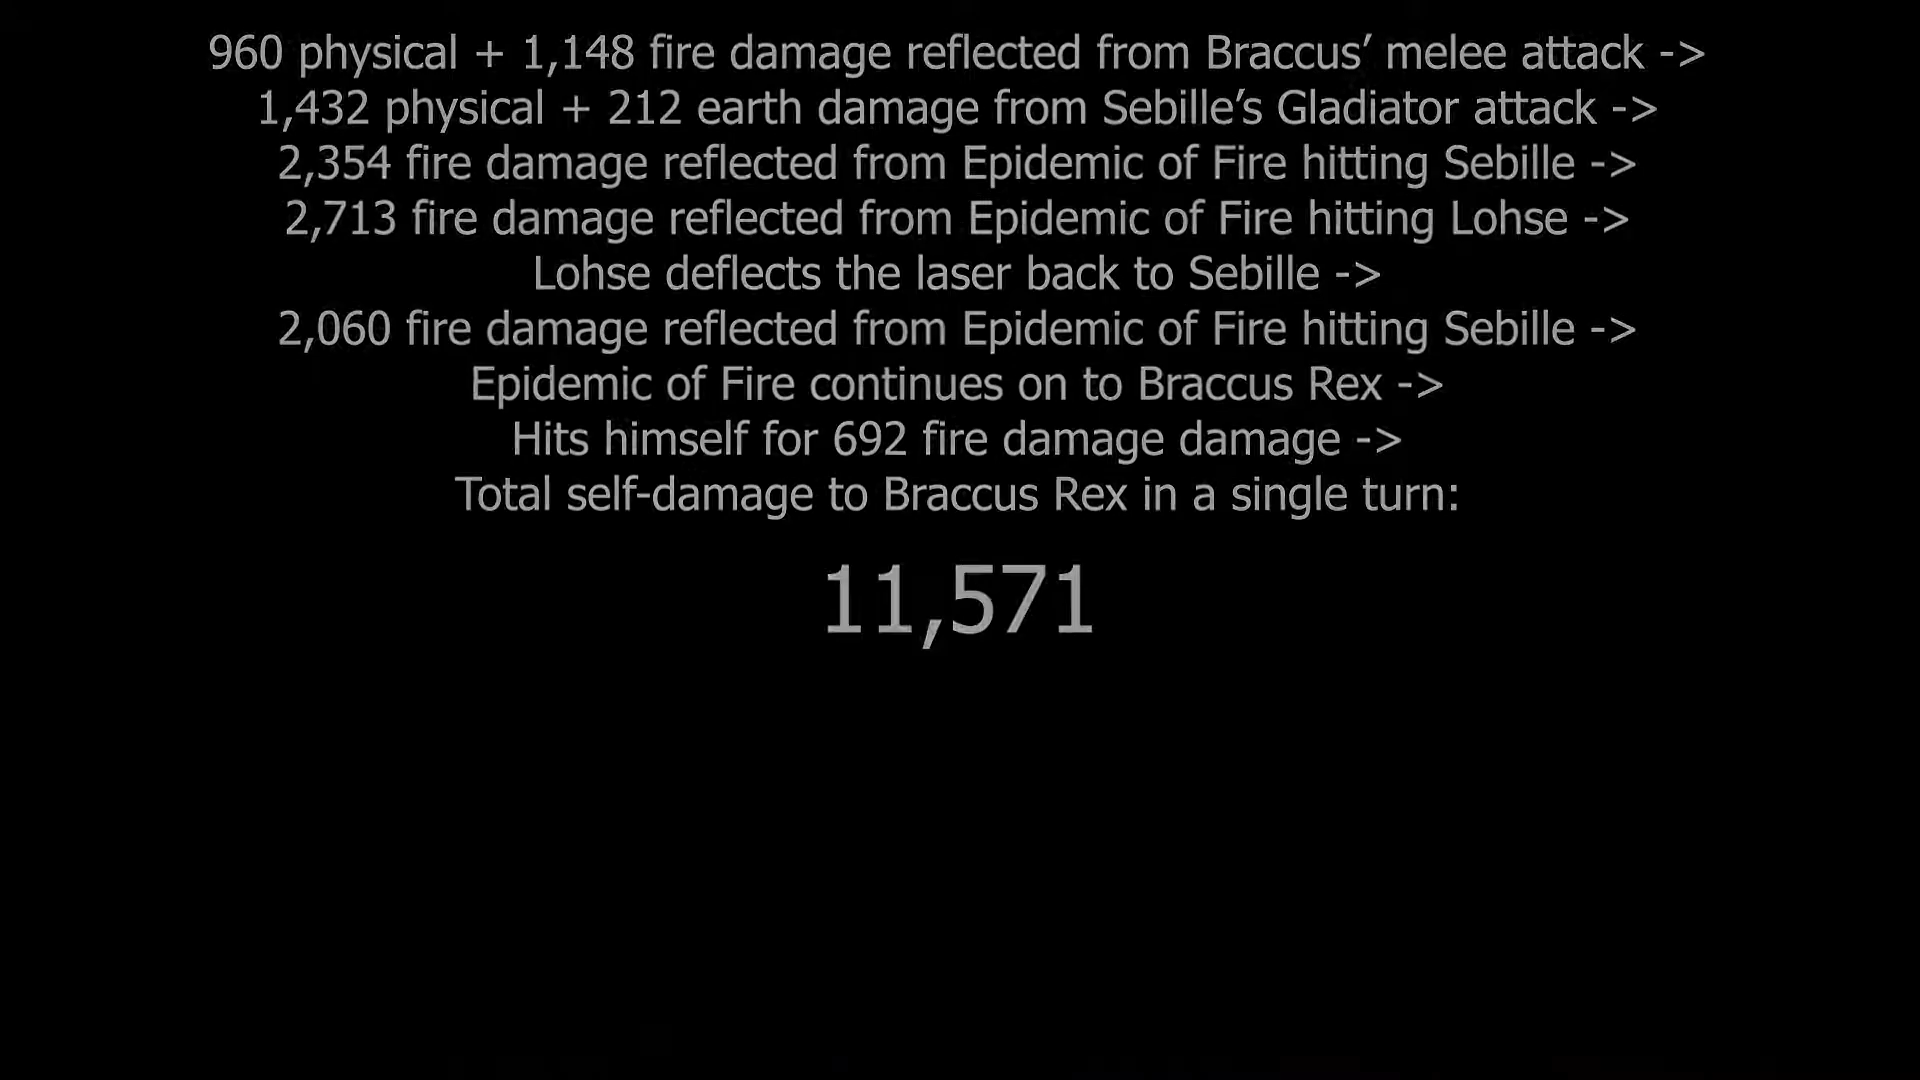 960 physical + 1,148 fire damage reflected from Braccus’ melee attack ->
1,432 physical + 212 earth damage from Sebille’s Gladiator attack ->
2,354 fire damage reflected from Epidemic of Fire hitting Sebille ->
2,713 fire damage reflected from Epidemic of Fire hitting Lohse ->
Lohse deflects the laser back to Sebille ->
2,060 fire damage reflected from Epidemic of Fire hitting Sebille ->
Epidemic of Fire continues on to Braccus Rex ->
Hits himself for 692 fire damage damage ->
Total self-damage to Braccus Rex in a single turn:
11,571